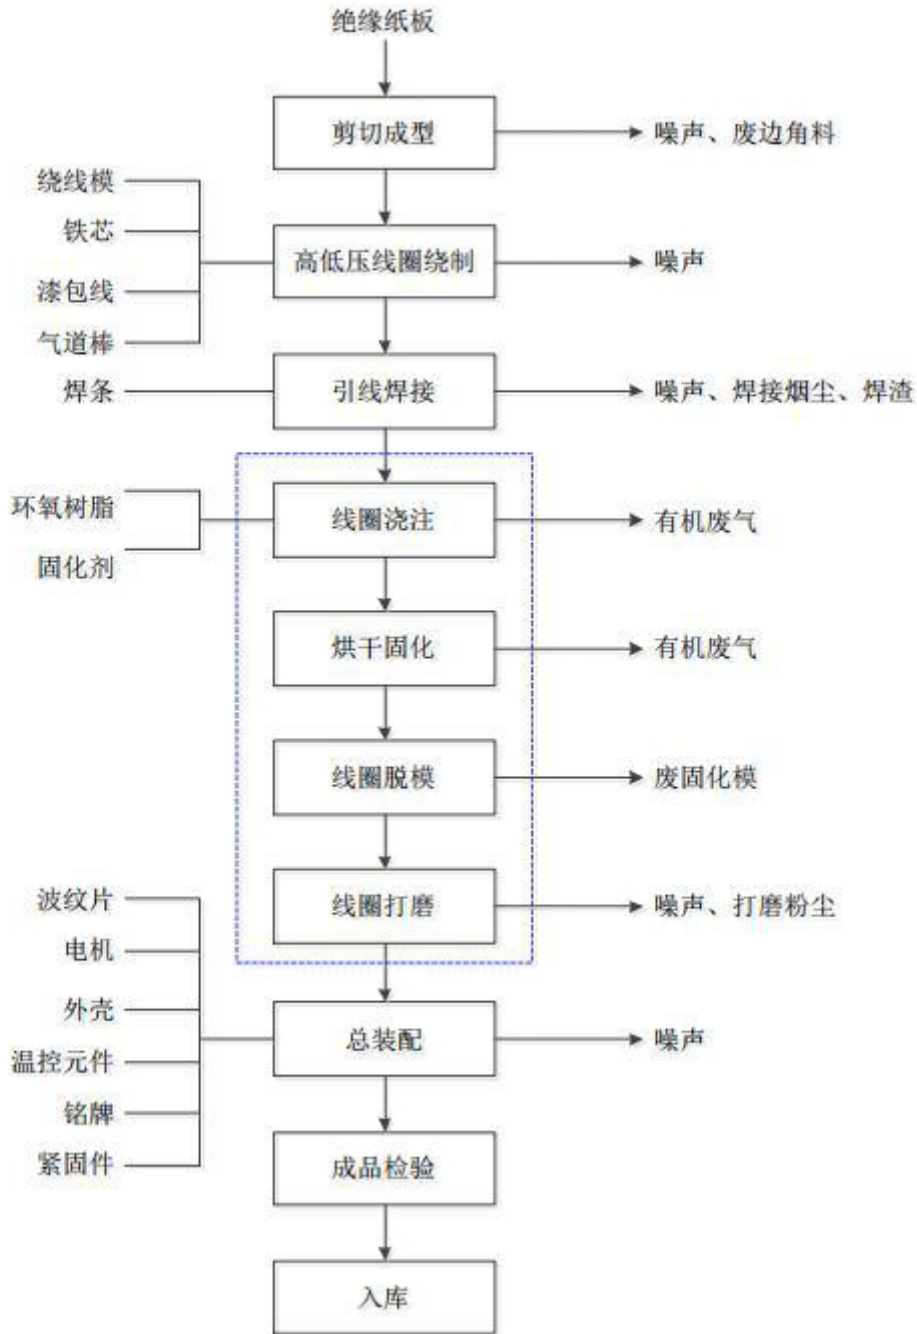 绝缘纸板
剪切成型
噪声、废边角料
绕线模
铁芯
漆包线
气道棒
高低压线圈绕制
噪声
焊条
引线焊接
噪声、焊接烟尘、焊渣
环氧树脂
固化剂
线圈浇注
有机废气
烘干固化
有机废气
线圈脱模
废固化模
线圈打磨
噪声、打磨粉尘
波纹片
电机
外壳
温控元件
铭牌
紧固件
总装配
噪声
成品检验
入库